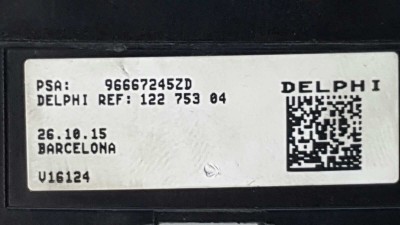 PSA: 96667245ZD
DELPHI REF: 122 753 04
DELPHI
26.10.15
BARCELONA
V16124